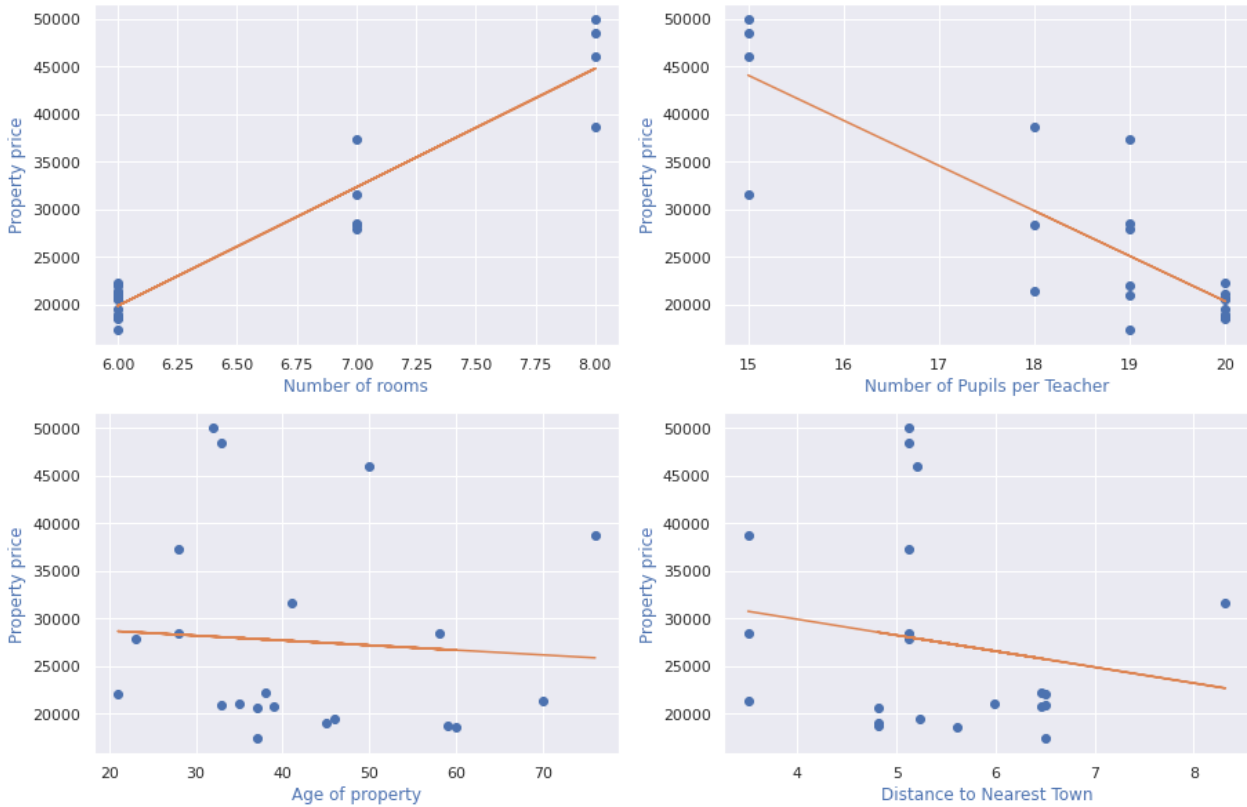 50000
45000
40000
35000
30000
25000
20000
Property price
6.00 6.25 6.50 6.75 7.00 7.25 7.50 7.75 8.00
Number of rooms
50000
45000
40000
35000
30000
25000
20000
Property price
15 16 17 18 19 20
Number of Pupils per Teacher
50000
45000
40000
35000
30000
25000
20000
Property price
20 30 40 50 60 70
Age of property
50000
45000
40000
35000
30000
25000
20000
Property price
4 5 6 7 8
Distance to Nearest Town